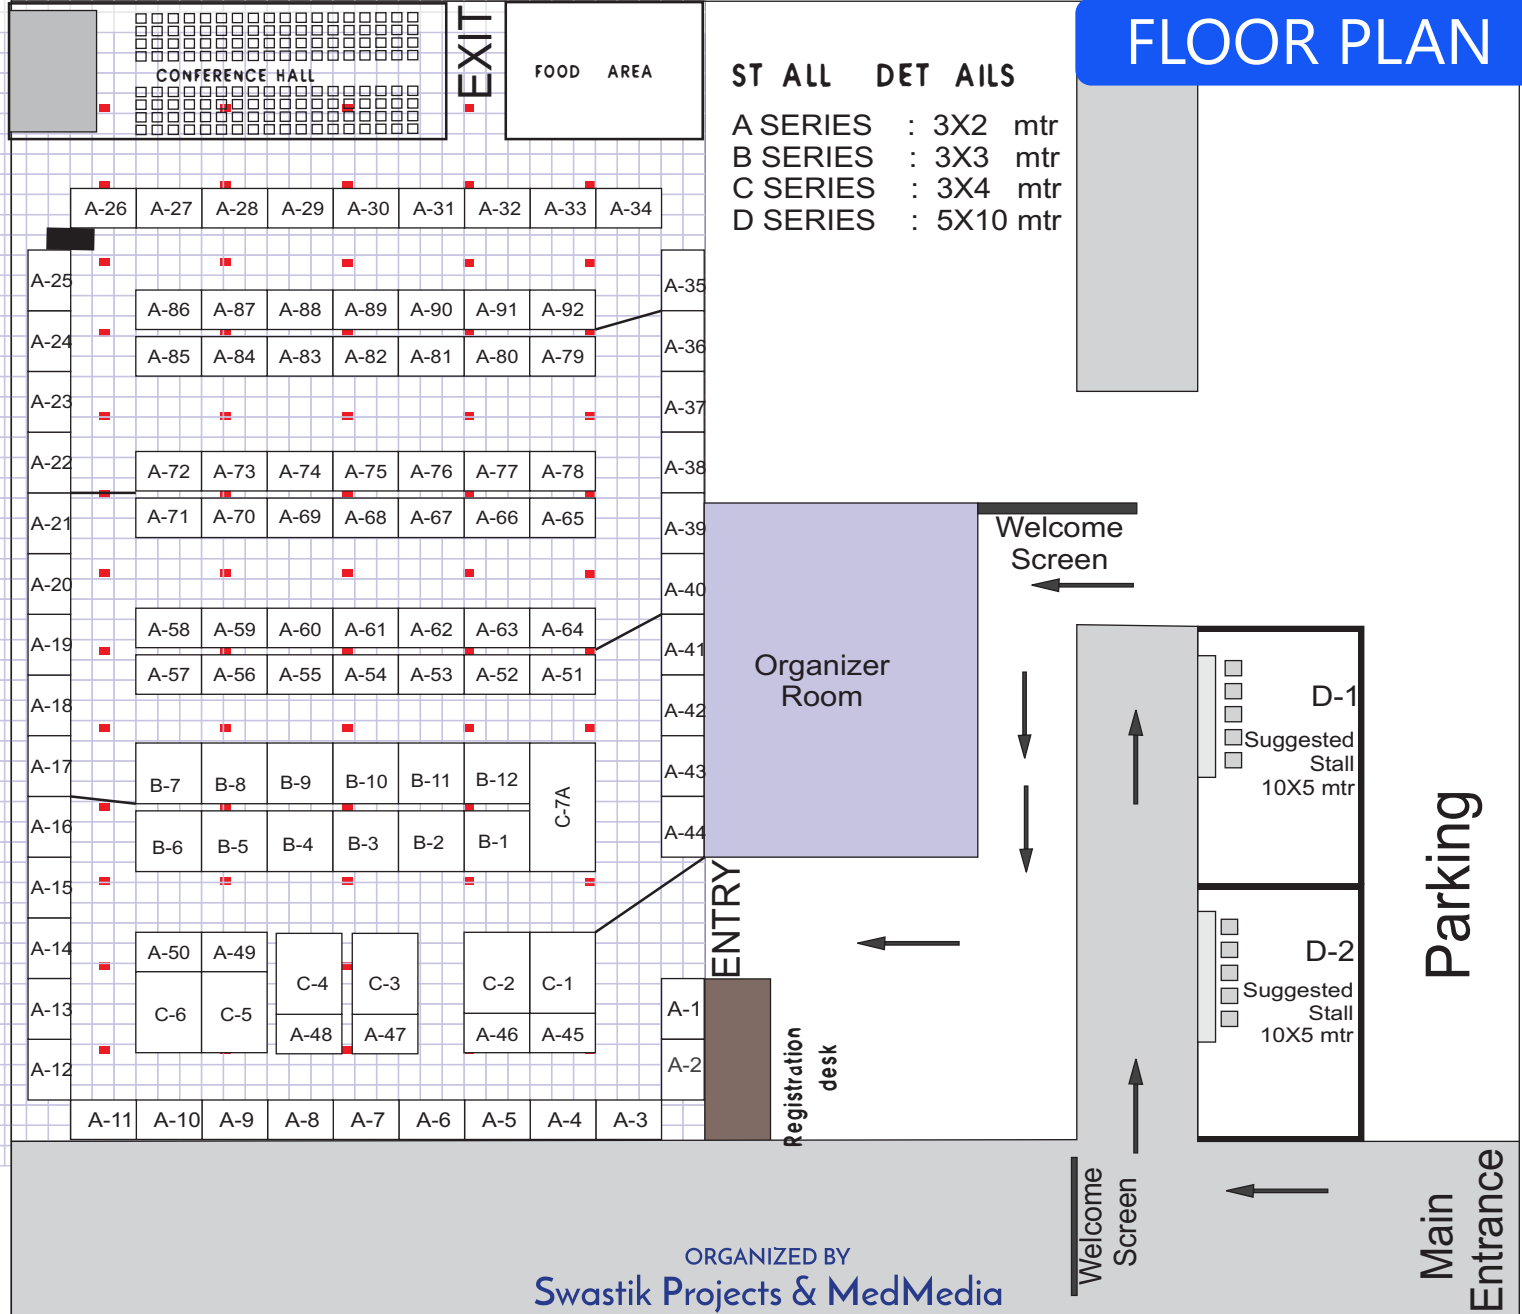 FLOOR PLAN
EXIT
CONFERENCE HALL
FOOD AREA
ST ALL DET AILS
A SERIES : 3X2 mtr
B SERIES : 3X3 mtr
C SERIES : 3X4 mtr
D SERIES : 5X10 mtr
A-26 A-27 A-28 A-29 A-30 A-31 A-32 A-33 A-34
A-25
A-24
A-23
A-22
A-21
A-20
A-19
A-18
A-17
A-16
A-15
A-14
A-13
A-12
A-86 A-87 A-88 A-89 A-90 A-91 A-92
A-85 A-84 A-83 A-82 A-81 A-80 A-79
A-72 A-73 A-74 A-75 A-76 A-77 A-78
A-71 A-70 A-69 A-68 A-67 A-66 A-65
A-58 A-59 A-60 A-61 A-62 A-63 A-64
A-57 A-56 A-55 A-54 A-53 A-52 A-51
B-7 B-8 B-9 B-10 B-11 B-12
C-7A
B-6 B-5 B-4 B-3 B-2 B-1
A-50 A-49
C-4 C-3 C-2 C-1
C-6 C-5
A-48 A-47 A-46 A-45
A-35
A-36
A-37
A-38
A-39
A-40
A-41
A-42
A-43
A-44
A-1
A-2
A-11 A-10 A-9 A-8 A-7 A-6 A-5 A-4 A-3
Organizer
Room
Welcome
Screen
ENTRY
Registration
desk
D-1
Suggested
Stall
10X5 mtr
D-2
Suggested
Stall
10X5 mtr
Parking
Welcome
Screen
Main
Entrance
ORGANIZED BY
Swastik Projects & MedMedia